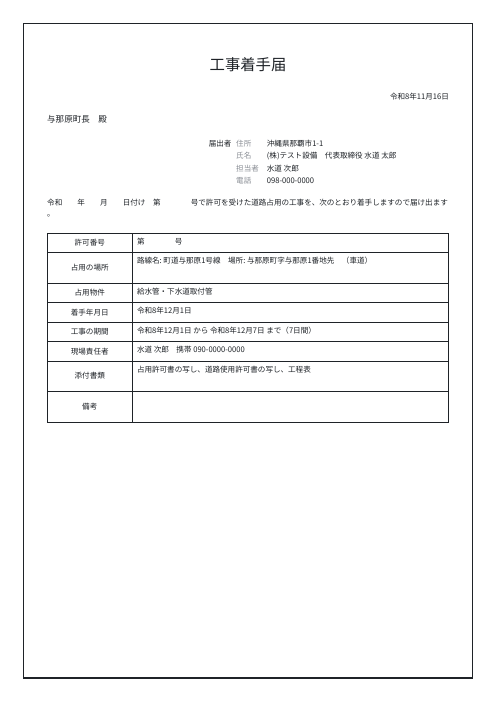 工事着手届
令和8年11月16日
与那原町長　殿
届出者 住所 沖縄県那覇市1-1
氏名 (株)テスト設備　代表取締役 水道 太郎
担当者 水道 次郎
電話 098-000-0000
令和　　年　　月　　日付け　第　　　　号で許可を受けた道路占用の工事を、次のとおり着手しますので届け出ます
。
許可番号 第　　　　号
占用の場所 路線名: 町道与那原1号線　場所: 与那原町字与那原1番地先　（車道）
占用物件 給水管・下水道取付管
着手年月日 令和8年12月1日
工事の期間 令和8年12月1日 から 令和8年12月7日 まで（7日間）
現場責任者 水道 次郎　携帯 090-0000-0000
添付書類 占用許可書の写し、道路使用許可書の写し、工程表
備考